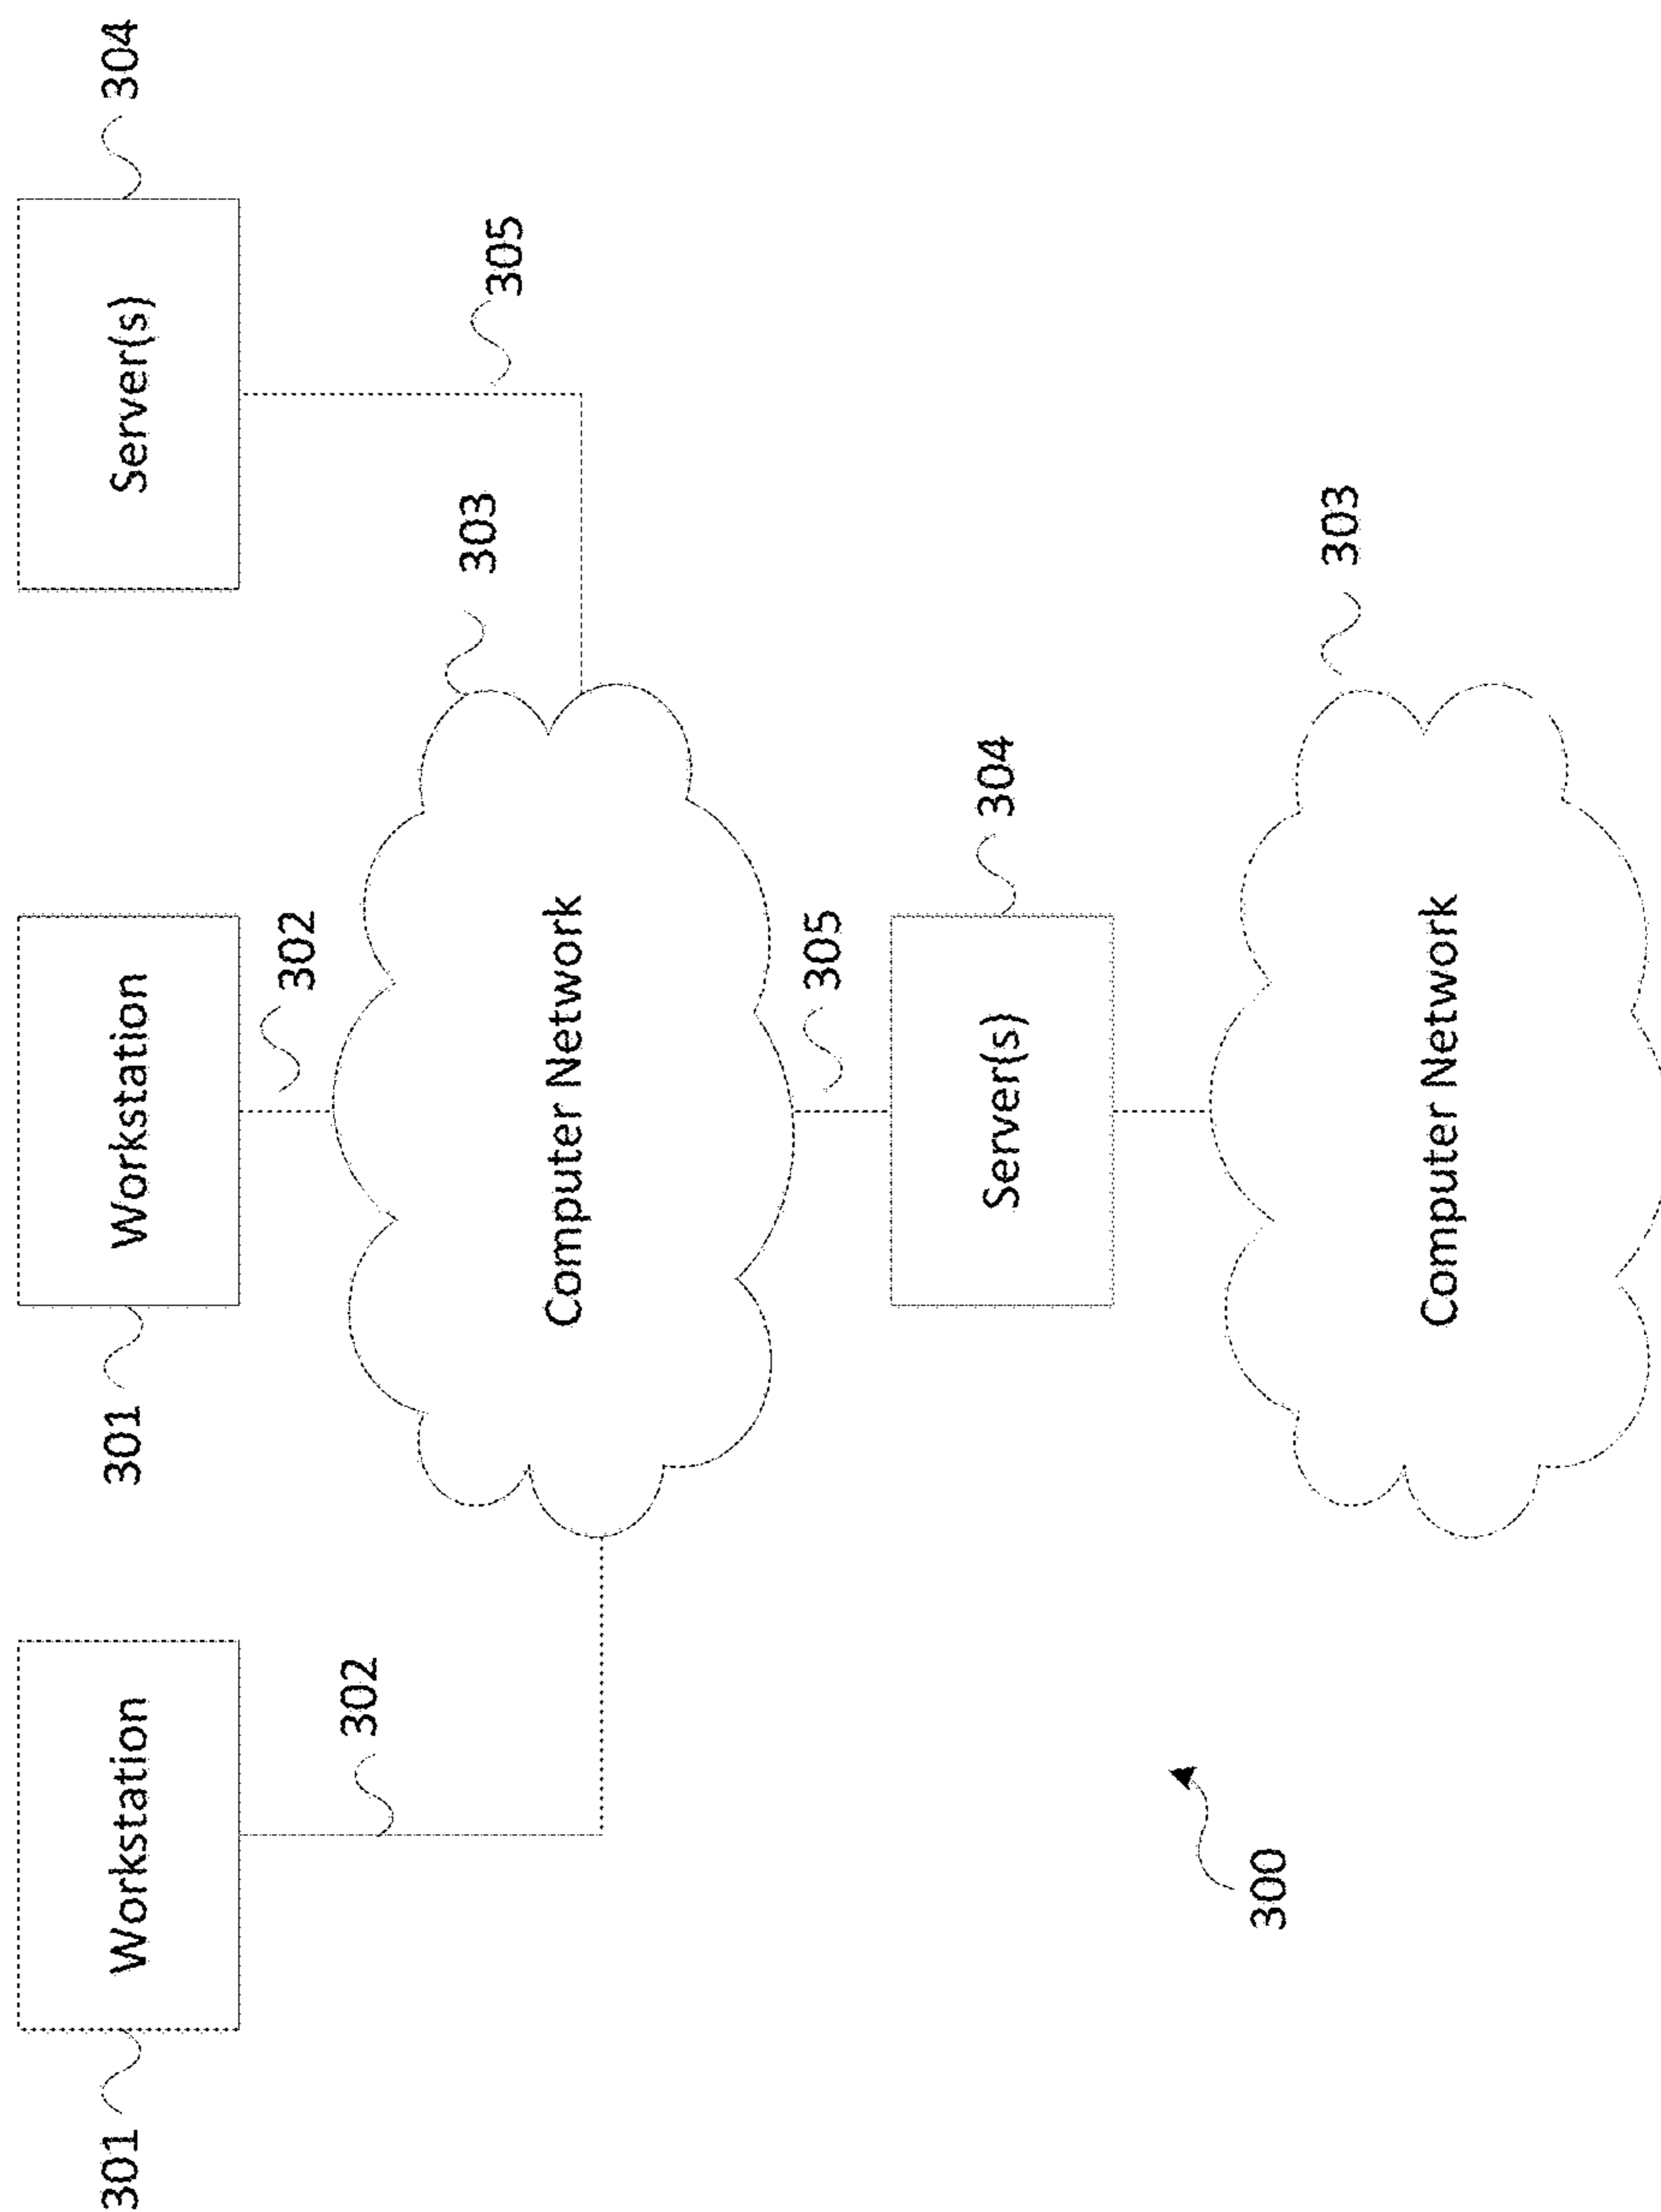 301
Workstation
301
Workstation
Server(s)
304
302
302
305
303
Computer Network
305
Server(s)
304
300
303
Computer Network